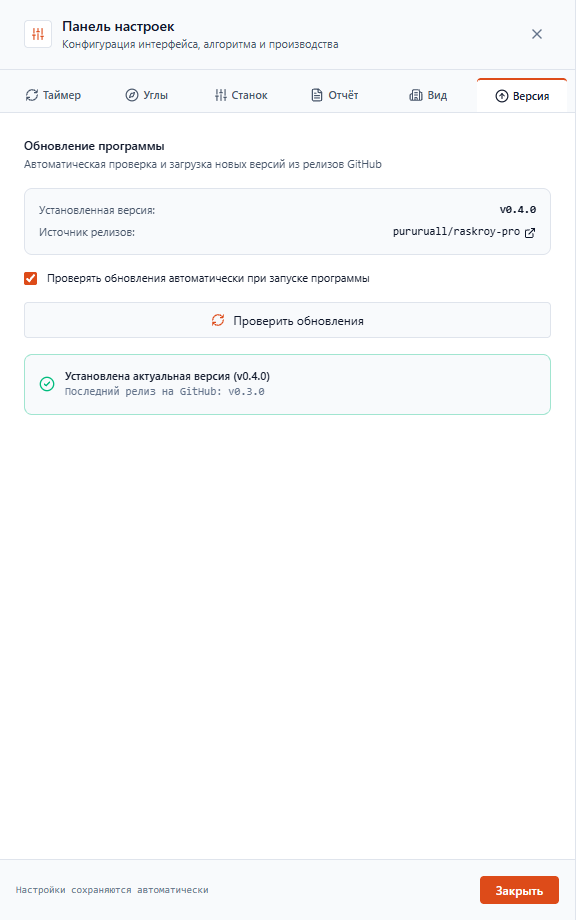 Панель настроек
Конфигурация интерфейса, алгоритма и производства
Таймер
Углы
Станок
Отчёт
Вид
Версия
Обновление программы
Автоматическая проверка и загрузка новых версий из релизов GitHub
Установленная версия: v0.4.0
Источник релизов: pururuall/raskroy-pro
Проверять обновления автоматически при запуске программы
Проверить обновления
Установлена актуальная версия (v0.4.0)
Последний релиз на GitHub: v0.3.0
Настройки сохраняются автоматически
Закрыть